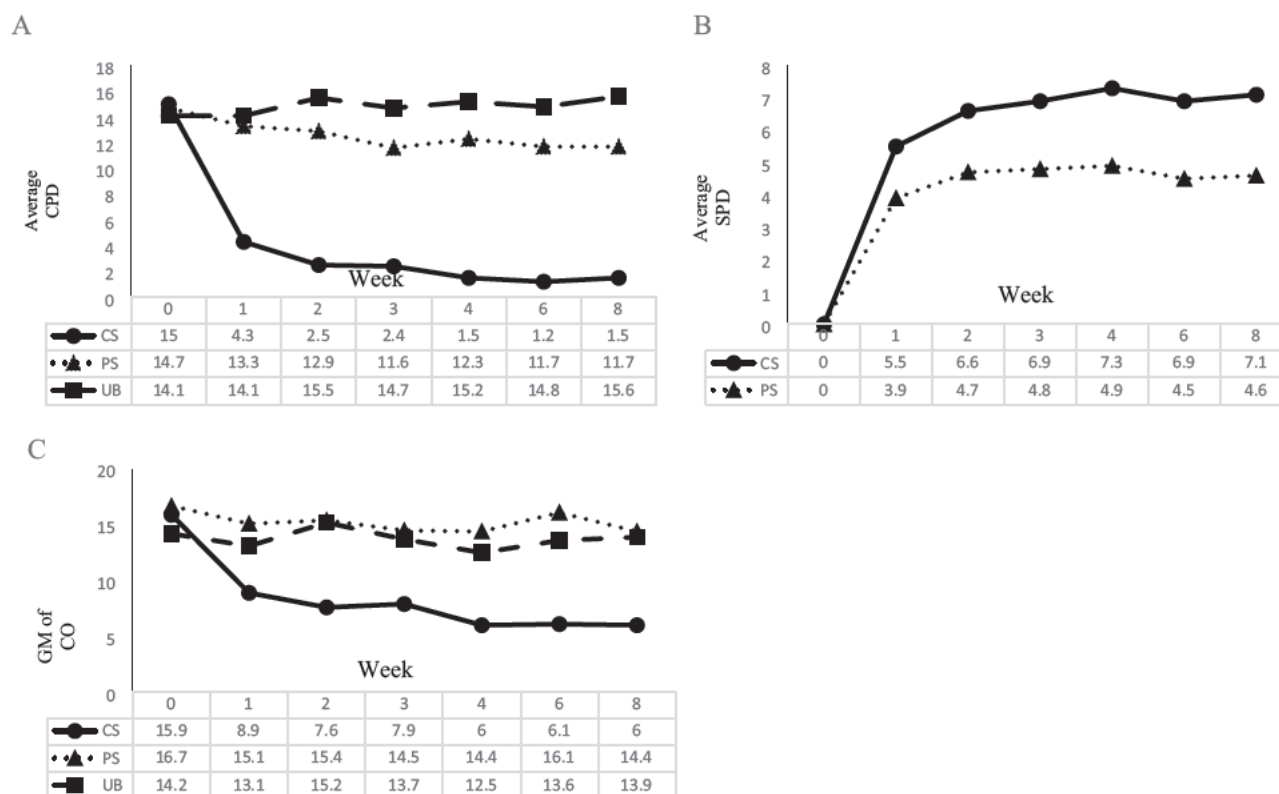 A
18
16
14
12
10
8
6
4
2
0
Average
CPD
Week
0 1 2 3 4 6 8
CS 15 4.3 2.5 2.4 1.5 1.2 1.5
PS 14.7 13.3 12.9 11.6 12.3 11.7 11.7
UB 14.1 14.1 15.5 14.7 15.2 14.8 15.6
B
8
7
6
5
4
3
2
1
0
Average
SPD
Week
0 1 2 3 4 6 8
CS 0 5.5 6.6 6.9 7.3 6.9 7.1
PS 0 3.9 4.7 4.8 4.9 4.5 4.6
C
20
15
10
5
0
GM of
CO
Week
0 1 2 3 4 6 8
CS 15.9 8.9 7.6 7.9 6 6.1 6
PS 16.7 15.1 15.4 14.5 14.4 16.1 14.4
UB 14.2 13.1 15.2 13.7 12.5 13.6 13.9